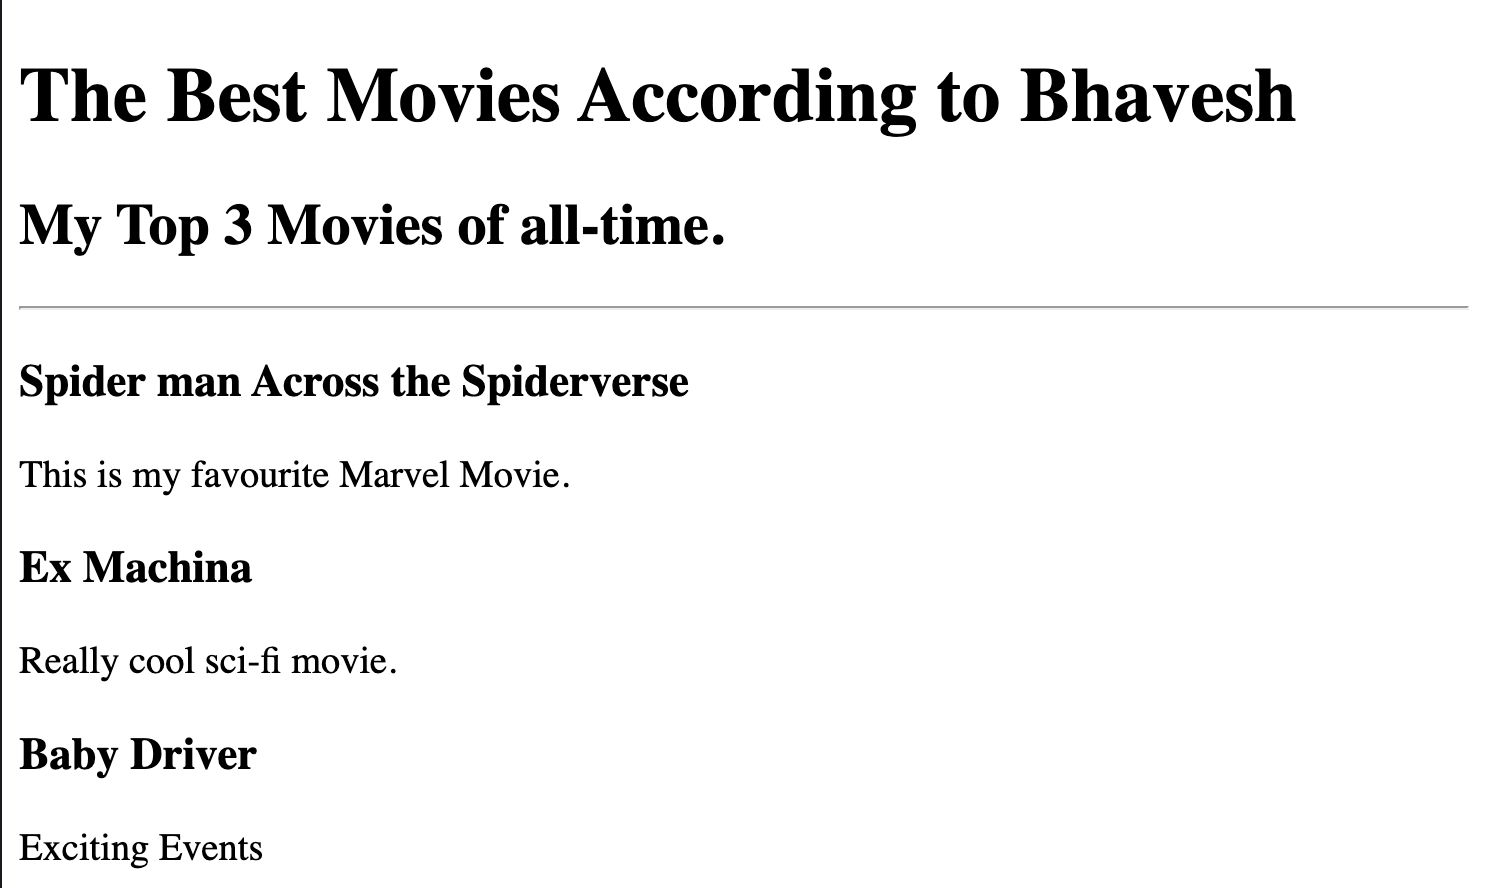 The Best Movies According to Bhavesh
My Top 3 Movies of all-time.
Spider man Across the Spiderverse
This is my favourite Marvel Movie.
Ex Machina
Really cool sci-fi movie.
Baby Driver
Exciting Events